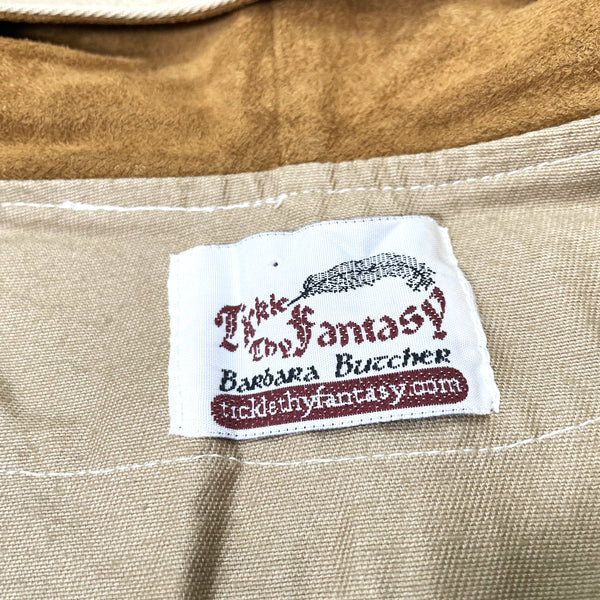 Tickle
Thy Fantasy
Barbara Butcher
ticklethyfantasy.com